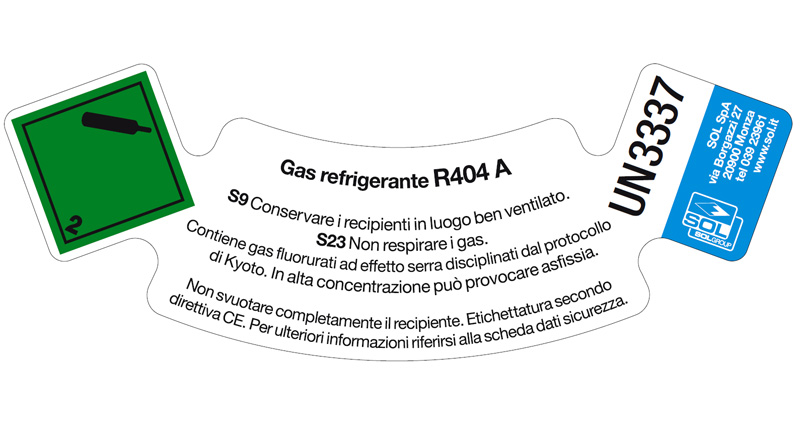 2
Gas refrigerante R404 A
S9 Conservare i recipienti in luogo ben ventilato.
S23 Non respirare i gas.
Contiene gas fluorurati ad effetto serra disciplinati dal protocollo
di Kyoto. In alta concentrazione può provocare asfissia.
Non svuotare completamente il recipiente. Etichettatura secondo
direttiva CE. Per ulteriori informazioni riferirsi alla scheda dati sicurezza.
UN3337
SOL SpA
via Borgazzi 27
20900 Monza
tel 039 23961
www.sol.it
SOL
SOLGROUP